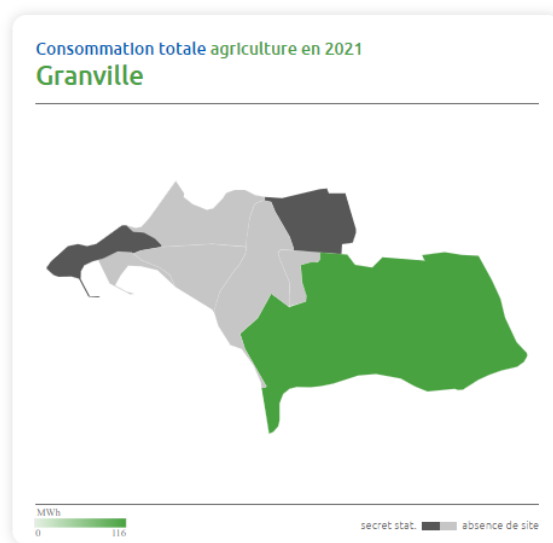 Consommation totale agriculture en 2021
Granville
MWh
0 116
secret stat. absence de site